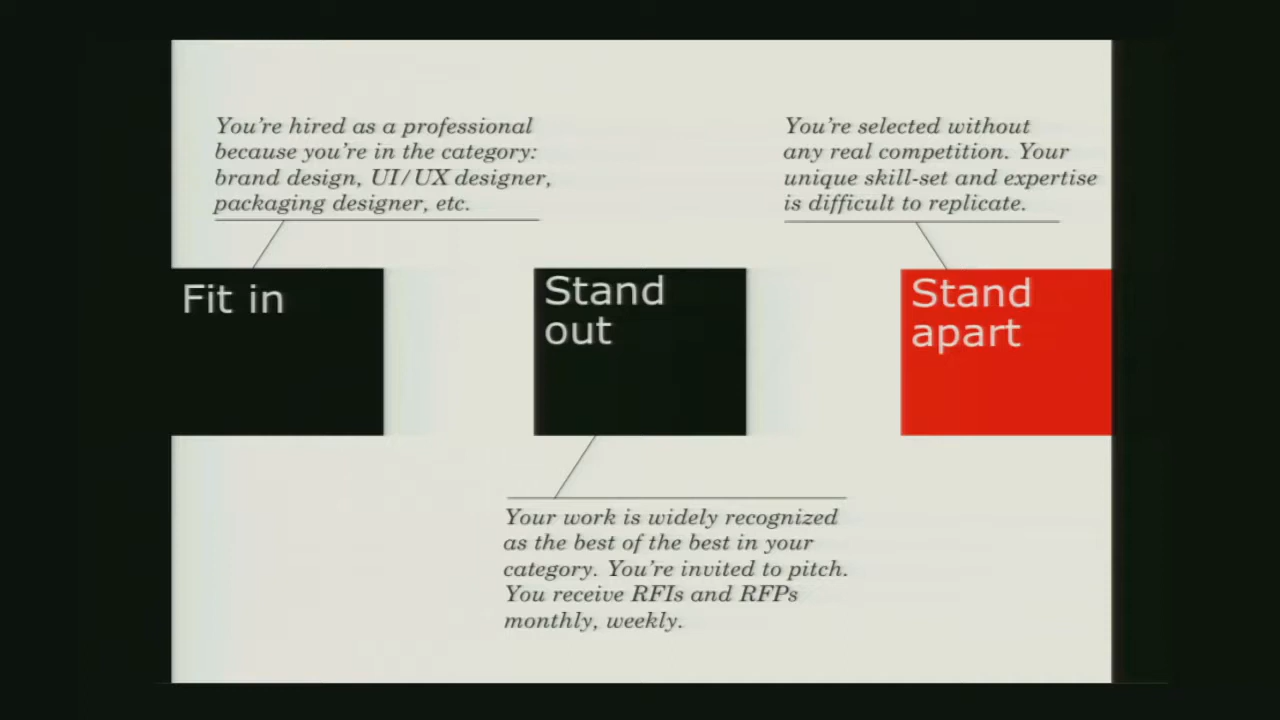 You're hired as a professional
because you're in the category:
brand design, UI/UX designer,
packaging designer, etc.
You're selected without
any real competition. Your
unique skill-set and expertise
is difficult to replicate.
Fit in
Stand
out
Stand
apart
Your work is widely recognized
as the best of the best in your
category. You're invited to pitch.
You receive RFIs and RFPs
monthly, weekly.